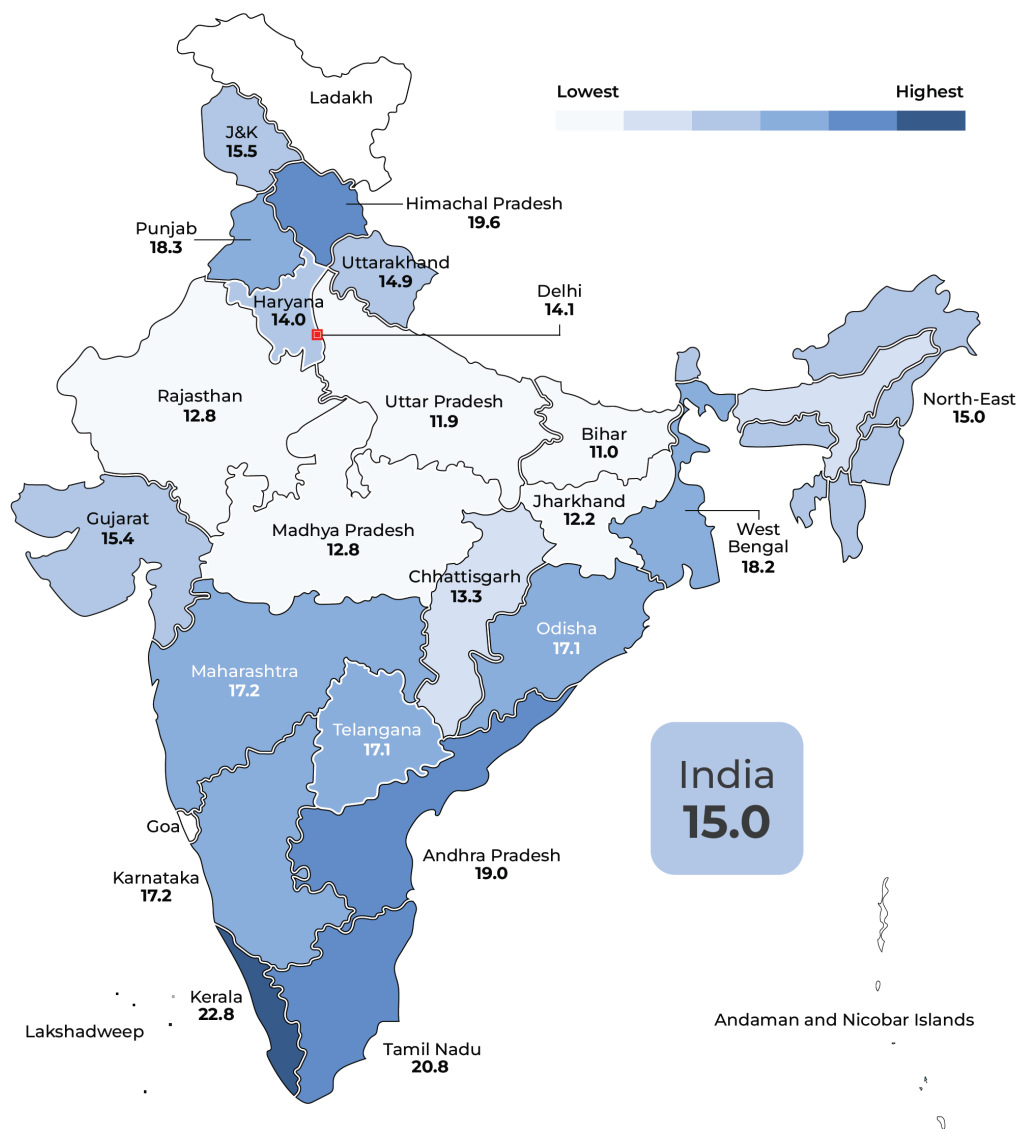 Lowest
Highest
Ladakh
J&K
15.5
Himachal Pradesh
19.6
Punjab
18.3
Uttarakhand
14.9
Delhi
14.1
Haryana
14.0
Rajasthan
12.8
Uttar Pradesh
11.9
North-East
15.0
Bihar
11.0
Jharkhand
12.2
Gujarat
15.4
Madhya Pradesh
12.8
West
Bengal
18.2
Chhattisgarh
13.3
Odisha
17.1
Maharashtra
17.2
Telangana
17.1
India
15.0
Goa
Andhra Pradesh
19.0
Karnataka
17.2
Kerala
22.8
Lakshadweep
Andaman and Nicobar Islands
Tamil Nadu
20.8